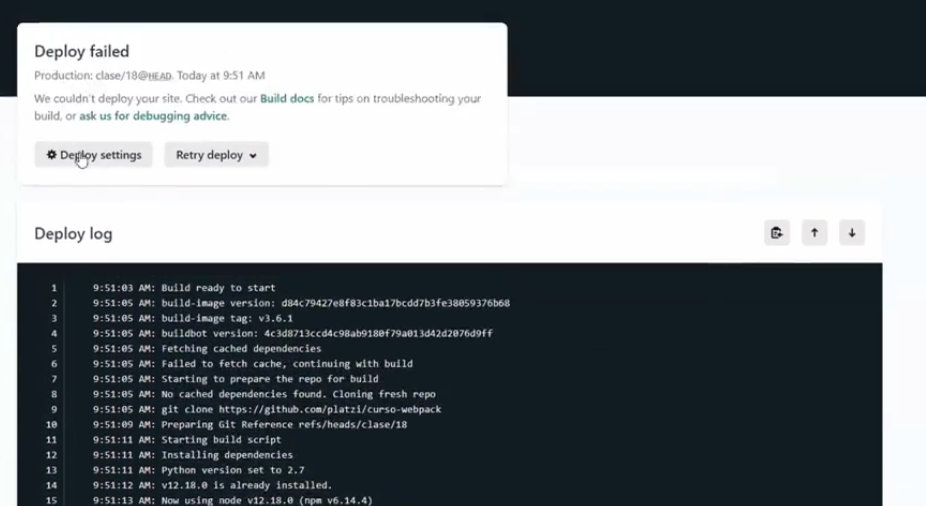 Deploy failed
Production: clase/18@HEAD. Today at 9:51 AM
We couldn't deploy your site. Check out our Build docs for tips on troubleshooting your
build, or ask us for debugging advice.
Deploy settings
Retry deploy
Deploy log
1 9:51:03 AM: Build ready to start
2 9:51:05 AM: build-image version: d84c79427e8f83c1ba17bcdd7b3fe38059376b68
3 9:51:05 AM: build-image tag: v3.6.1
4 9:51:05 AM: buildbot version: 4c3d8713ccd4c98ab9180f79a013d42d2076d9ff
5 9:51:05 AM: Fetching cached dependencies
6 9:51:05 AM: Failed to fetch cache, continuing with build
7 9:51:05 AM: Starting to prepare the repo for build
8 9:51:05 AM: No cached dependencies found. Cloning fresh repo
9 9:51:05 AM: git clone https://github.com/platzi/curso-webpack
10 9:51:09 AM: Preparing Git Reference refs/heads/clase/18
11 9:51:11 AM: Starting build script
12 9:51:11 AM: Installing dependencies
13 9:51:11 AM: Python version set to 2.7
14 9:51:12 AM: v12.18.0 is already installed.
15 9:51:13 AM: Now using node v12.18.0 (npm v6.14.4)